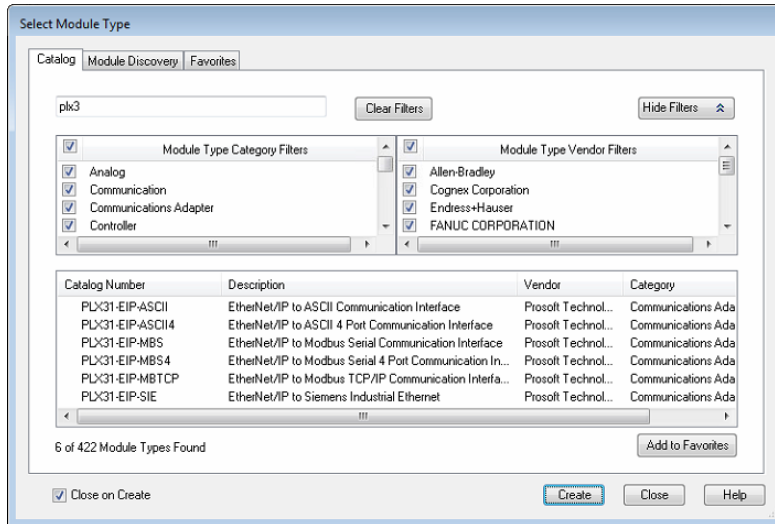 Select Module Type
Catalog Module Discovery Favorites
plx3 Clear Filters Hide Filters
Module Type Category Filters Module Type Vendor Filters
Analog Allen-Bradley
Communication Cognex Corporation
Communications Adapter Endress+Hauser
Controller FANUC CORPORATION
Catalog Number Description Vendor Category
PLX31-EIP-ASCII EtherNet/IP to ASCII Communication Interface Prosoft Technol... Communications Ada
PLX31-EIP-ASCII4 EtherNet/IP to ASCII 4 Port Communication Interface Prosoft Technol... Communications Ada
PLX31-EIP-MBS EtherNet/IP to Modbus Serial Communication Interface Prosoft Technol... Communications Ada
PLX31-EIP-MBS4 EtherNet/IP to Modbus Serial 4 Port Communication In... Prosoft Technol... Communications Ada
PLX31-EIP-MBTCP EtherNet/IP to Modbus TCP/IP Communication Interfa... Prosoft Technol... Communications Ada
PLX31-EIP-SIE EtherNet/IP to Siemens Industrial Ethernet Prosoft Technol... Communications Ada
6 of 422 Module Types Found Add to Favorites
Close on Create Create Close Help